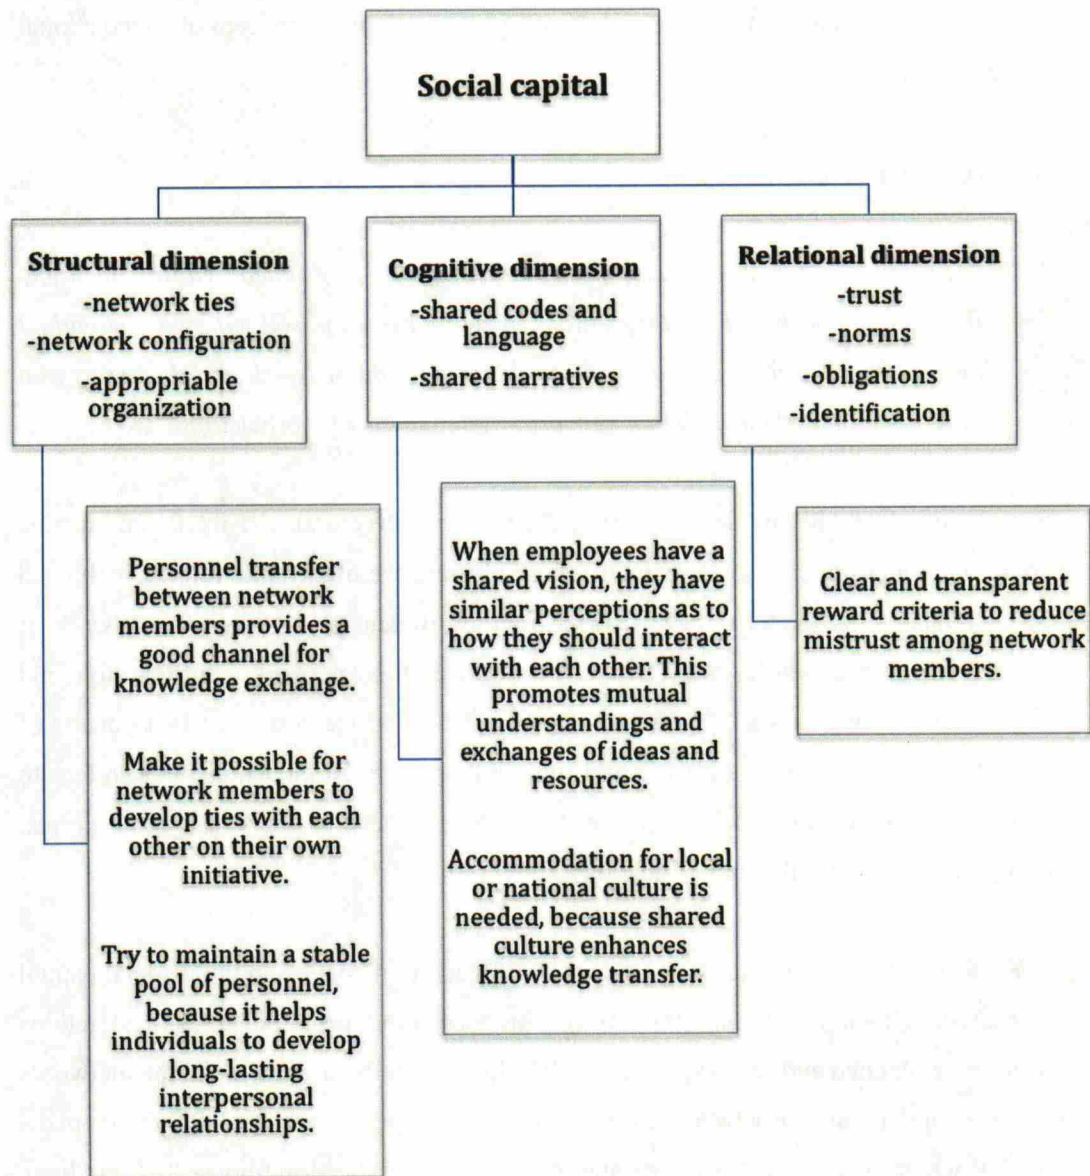 Social capital
Structural dimension
-network ties
-network configuration
-appropriable
organization
Cognitive dimension
-shared codes and
language
-shared narratives
Relational dimension
-trust
-norms
-obligations
-identification
Personnel transfer
between network
members provides a
good channel for
knowledge exchange.
Make it possible for
network members to
develop ties with each
other on their own
initiative.
Try to maintain a stable
pool of personnel,
because it helps
individuals to develop
long-lasting
interpersonal
relationships.
When employees have a
shared vision, they have
similar perceptions as to
how they should interact
with each other. This
promotes mutual
understandings and
exchanges of ideas and
resources.
Accommodation for local
or national culture is
needed, because shared
culture enhances
knowledge transfer.
Clear and transparent
reward criteria to reduce
mistrust among network
members.